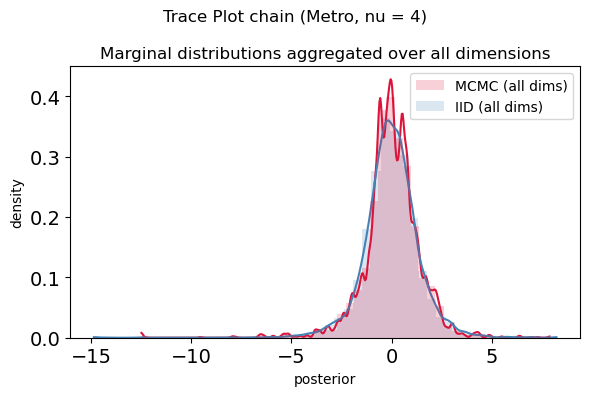 Trace Plot chain (Metro, nu = 4)
Marginal distributions aggregated over all dimensions
MCMC (all dims)
IID (all dims)
density
0.4
0.3
0.2
0.1
0.0
−15
−10
−5
0
5
posterior